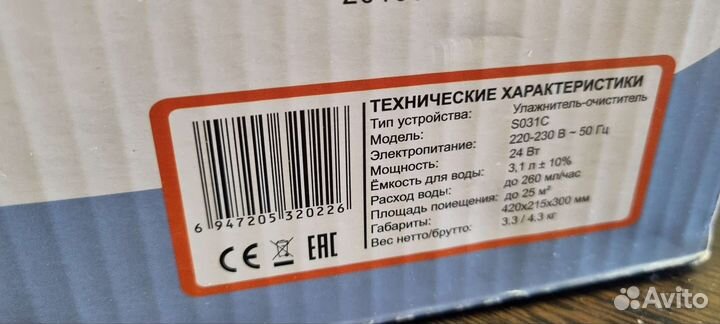 ТЕХНИЧЕСКИЕ ХАРАКТЕРИСТИКИ
Тип устройства: Улажнитель-очиститель
Модель: S031C
Электропитание: 220-230 В ~ 50 Гц
Мощность: 24 Вт
Ёмкость для воды: 3,1 л ± 10%
Расход воды: до 260 мл/час
Площадь поиещения: до 25 м²
Габариты: 420x215x300 мм
Вес нетто/брутто: 3.3 / 4.3 кг
6 947205 320226
CE EAC
Avito